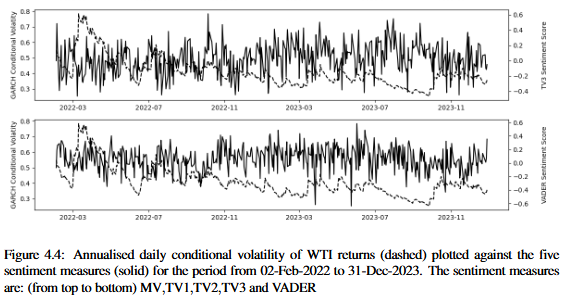 0.8
0.7
0.6
0.5
0.4
0.3
GARCH Conditional Volatility
0.6
0.4
0.2
0.0
−0.2
−0.4
TV3 Sentiment Score
2022-03 2022-07 2022-11 2023-03 2023-07 2023-11
0.8
0.7
0.6
0.5
0.4
0.3
GARCH Conditional Volatility
0.6
0.4
0.2
0.0
−0.2
−0.4
−0.6
VADER Sentiment Score
2022-03 2022-07 2022-11 2023-03 2023-07 2023-11
Figure 4.4: Annualised daily conditional volatility of WTI returns (dashed) plotted against the five
sentiment measures (solid) for the period from 02-Feb-2022 to 31-Dec-2023. The sentiment measures
are: (from top to bottom) MV,TV1,TV2,TV3 and VADER